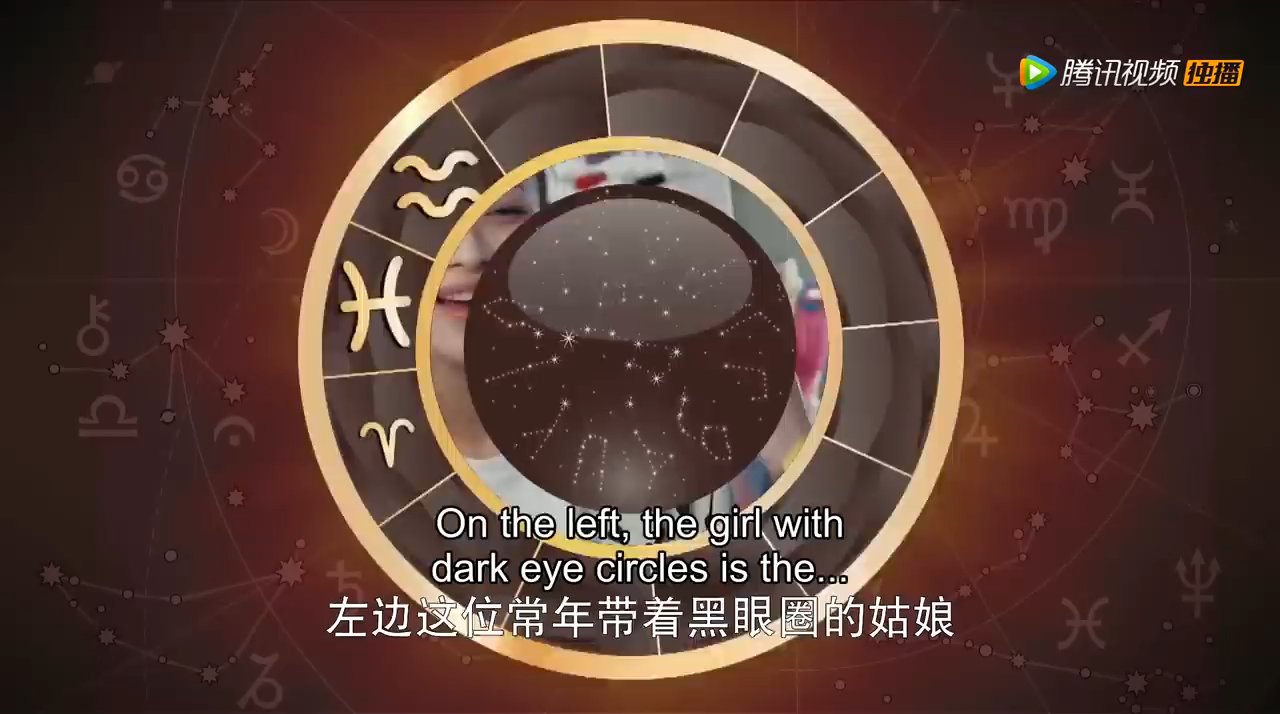 腾讯视频 独播
On the left, the girl with
dark eye circles is the...
左边这位常年带着黑眼圈的姑娘